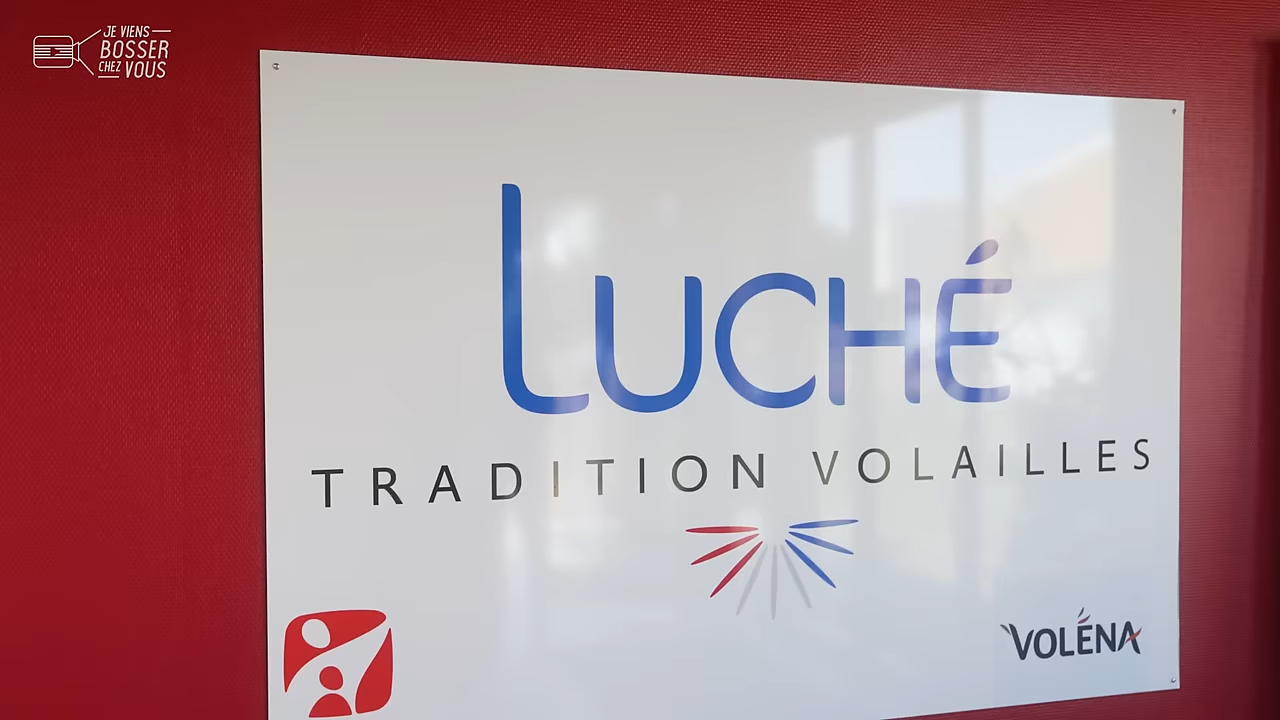 JE VIENS
BOSSER
CHEZ VOUS
LUCHÉ
TRADITION VOLAILLES
VOLÉNA